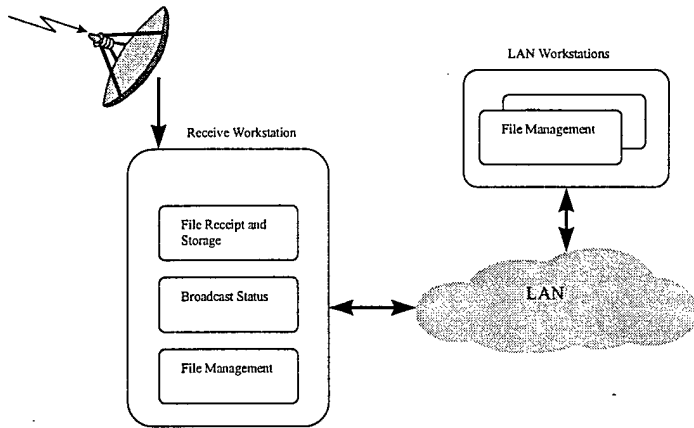 LAN Workstations
File Management
Receive Workstation
File Receipt and
Storage
Broadcast Status
File Management
LAN